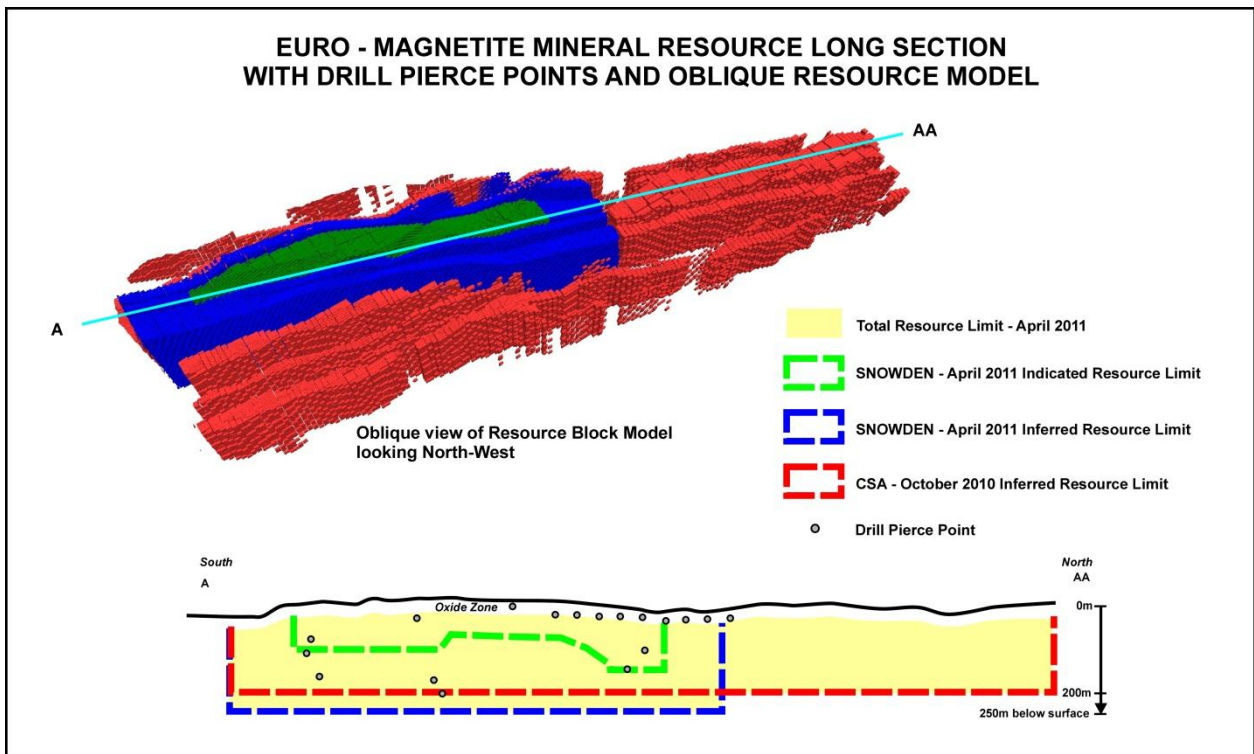 EURO - MAGNETITE MINERAL RESOURCE LONG SECTION
WITH DRILL PIERCE POINTS AND OBLIQUE RESOURCE MODEL
AA
A
Total Resource Limit - April 2011
SNOWDEN - April 2011 Indicated Resource Limit
SNOWDEN - April 2011 Inferred Resource Limit
CSA - October 2010 Inferred Resource Limit
Drill Pierce Point
Oblique view of Resource Block Model
looking North-West
South
A
North
AA
Oxide Zone
0m
200m
250m below surface